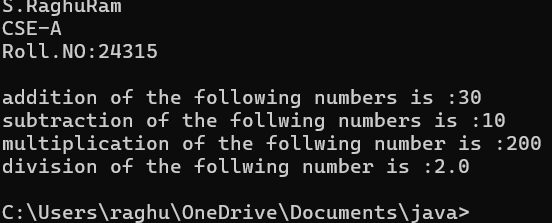 S.RaghuRam
CSE-A
Roll.NO:24315
addition of the following numbers is :30
subtraction of the follwing numbers is :10
multiplication of the follwing number is :200
division of the follwing number is :2.0
C:\Users\raghu\OneDrive\Documents\java>